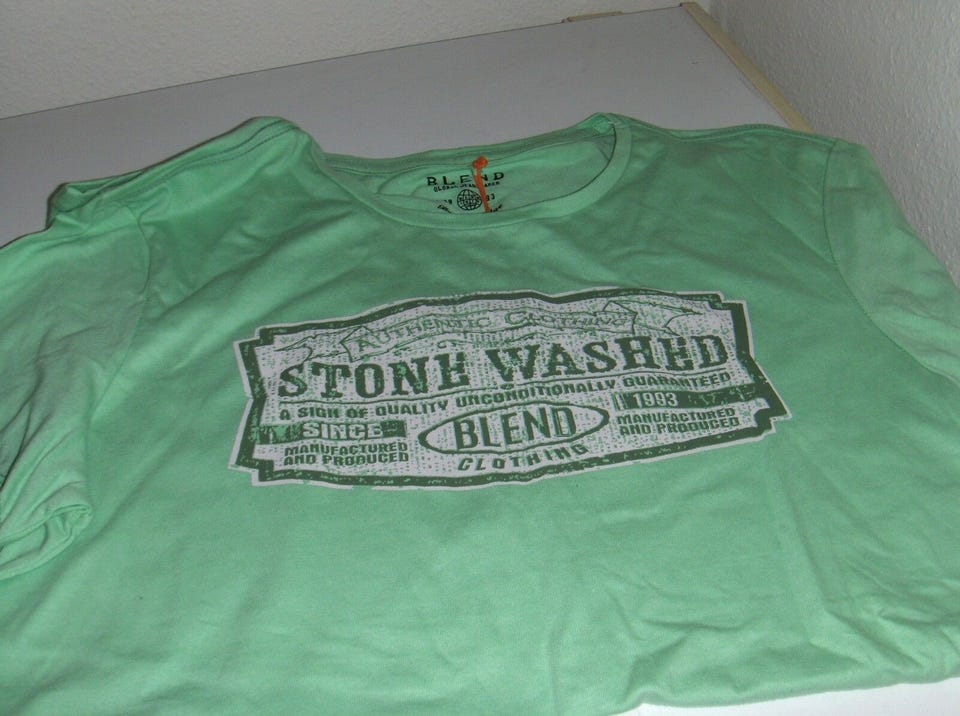 BLEND
AUTHENTIC CLOTHING
STONE WASHED
A SIGN OF QUALITY UNCONDITIONALLY GUARANTEED
SINCE
1993
BLEND
CLOTHING
MANUFACTURED
AND PRODUCED
MANUFACTURED
AND PRODUCED